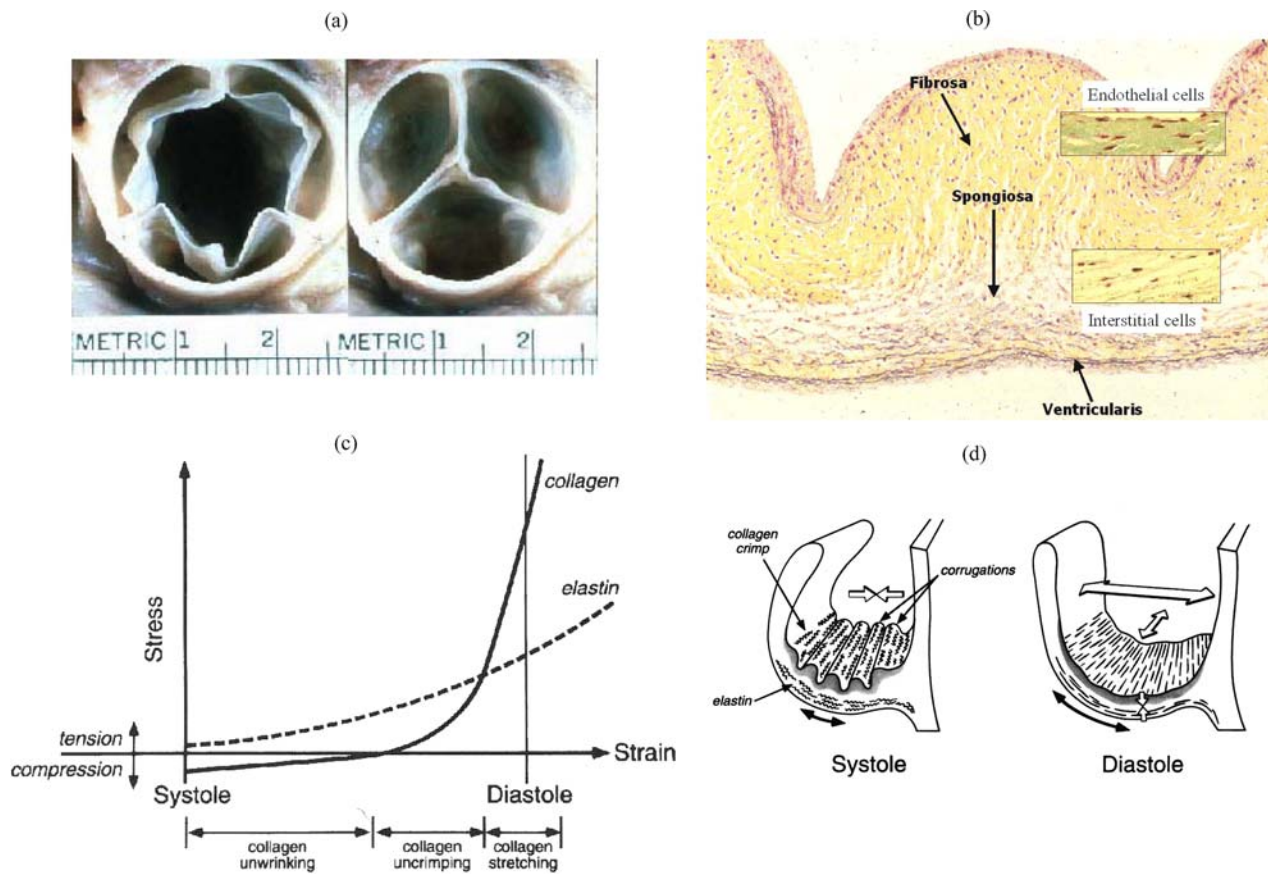 (a)
METRIC 1 2
METRIC 1 2
(b)
Fibrosa
Endothelial cells
Spongiosa
Interstitial cells
Ventricularis
(c)
Stress
collagen
elastin
tension
compression
Strain
Systole
Diastole
collagen
unwrinking
collagen
uncrimping
collagen
stretching
(d)
collagen
crimp
corrugations
elastin
Systole
Diastole